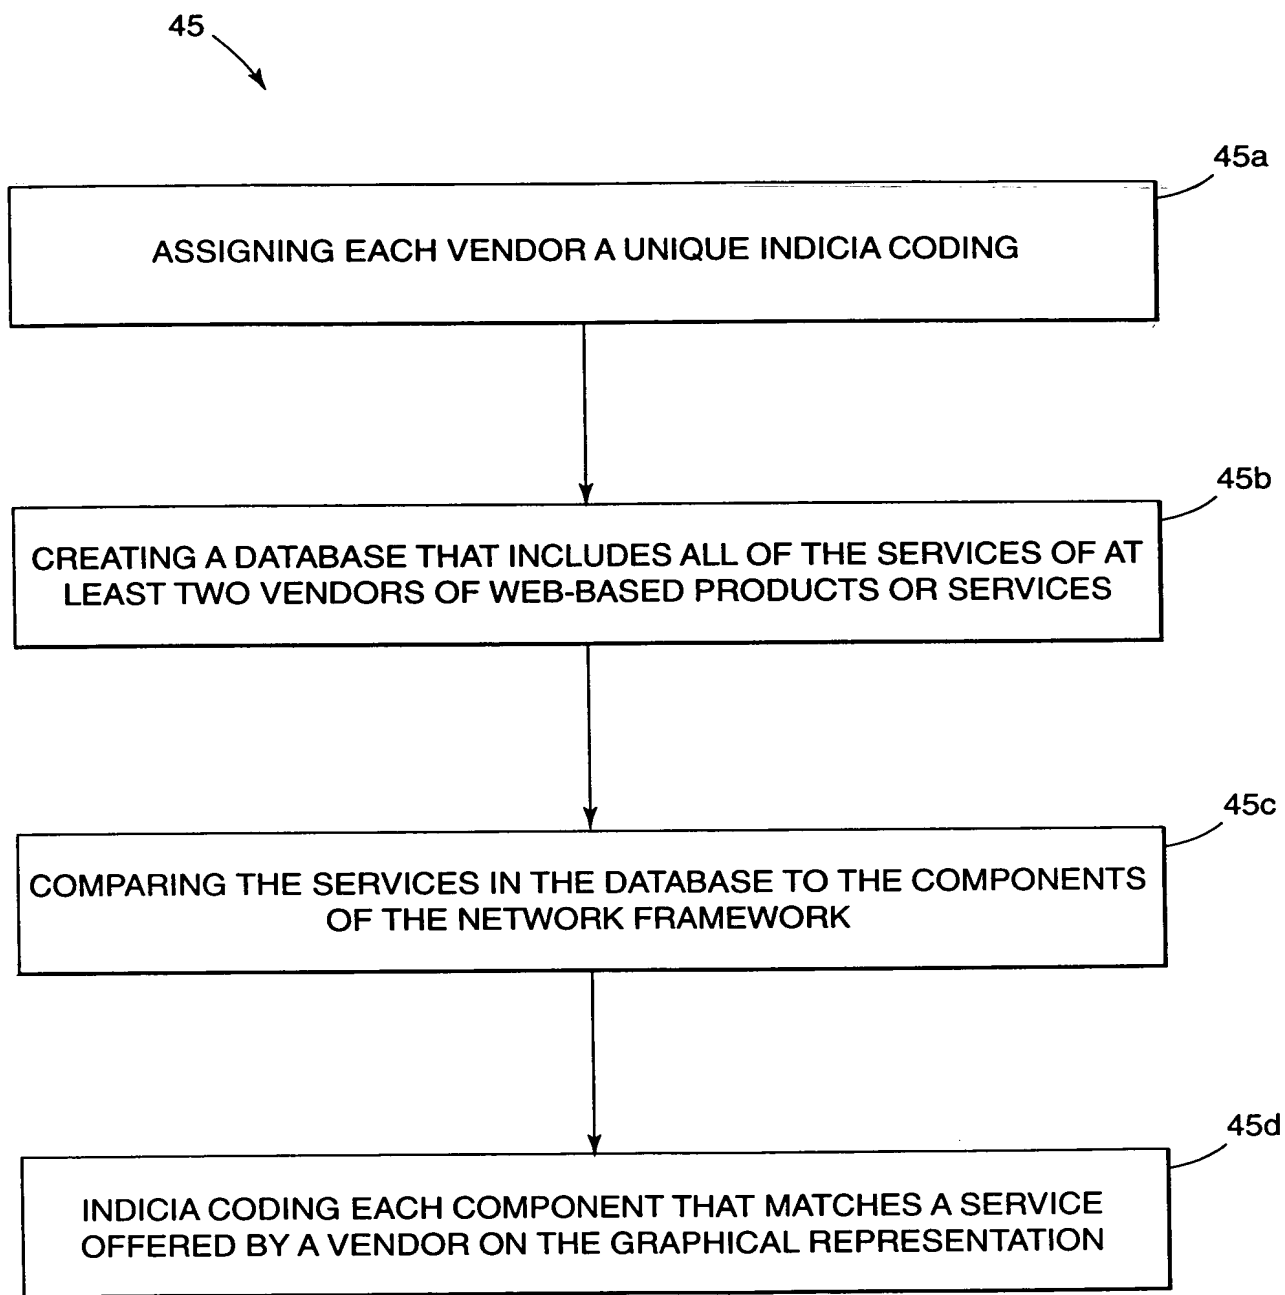 45
45a
ASSIGNING EACH VENDOR A UNIQUE INDICIA CODING
45b
CREATING A DATABASE THAT INCLUDES ALL OF THE SERVICES OF AT
LEAST TWO VENDORS OF WEB-BASED PRODUCTS OR SERVICES
45c
COMPARING THE SERVICES IN THE DATABASE TO THE COMPONENTS
OF THE NETWORK FRAMEWORK
45d
INDICIA CODING EACH COMPONENT THAT MATCHES A SERVICE
OFFERED BY A VENDOR ON THE GRAPHICAL REPRESENTATION